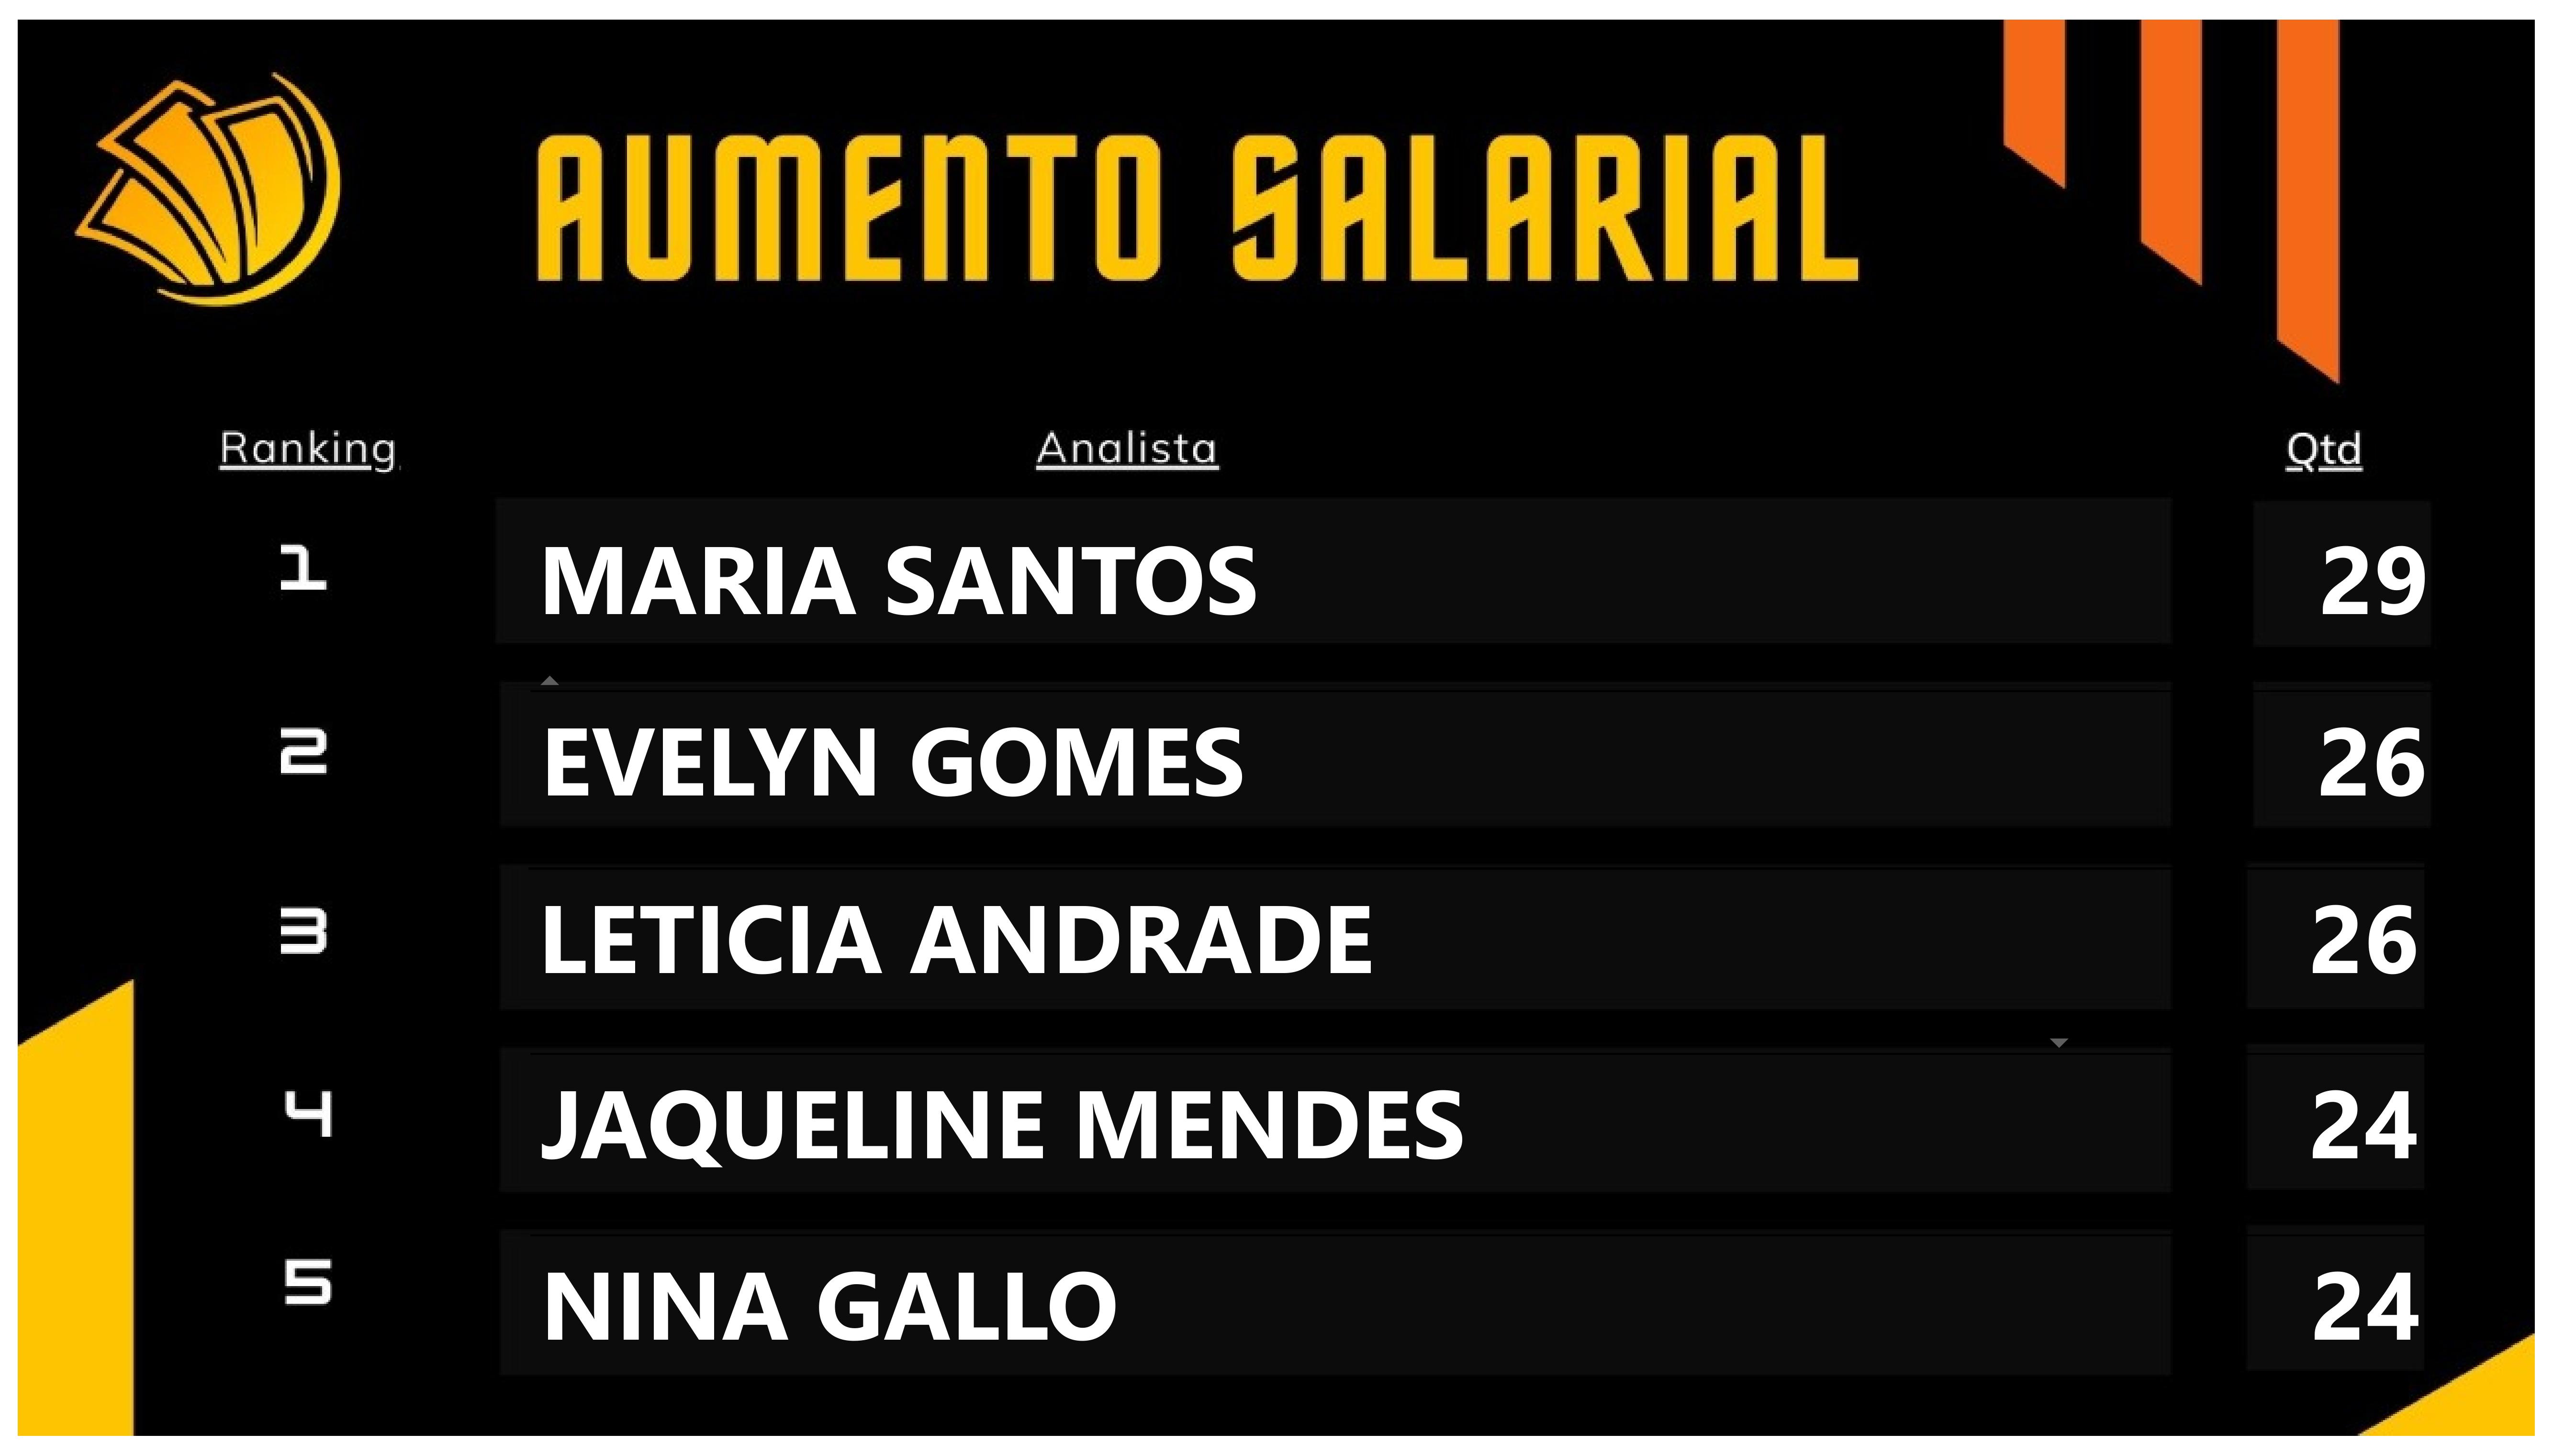 AUMENTO SALARIAL
Ranking Analista Qtd
1 MARIA SANTOS 29
2 EVELYN GOMES 26
3 LETICIA ANDRADE 26
4 JAQUELINE MENDES 24
5 NINA GALLO 24